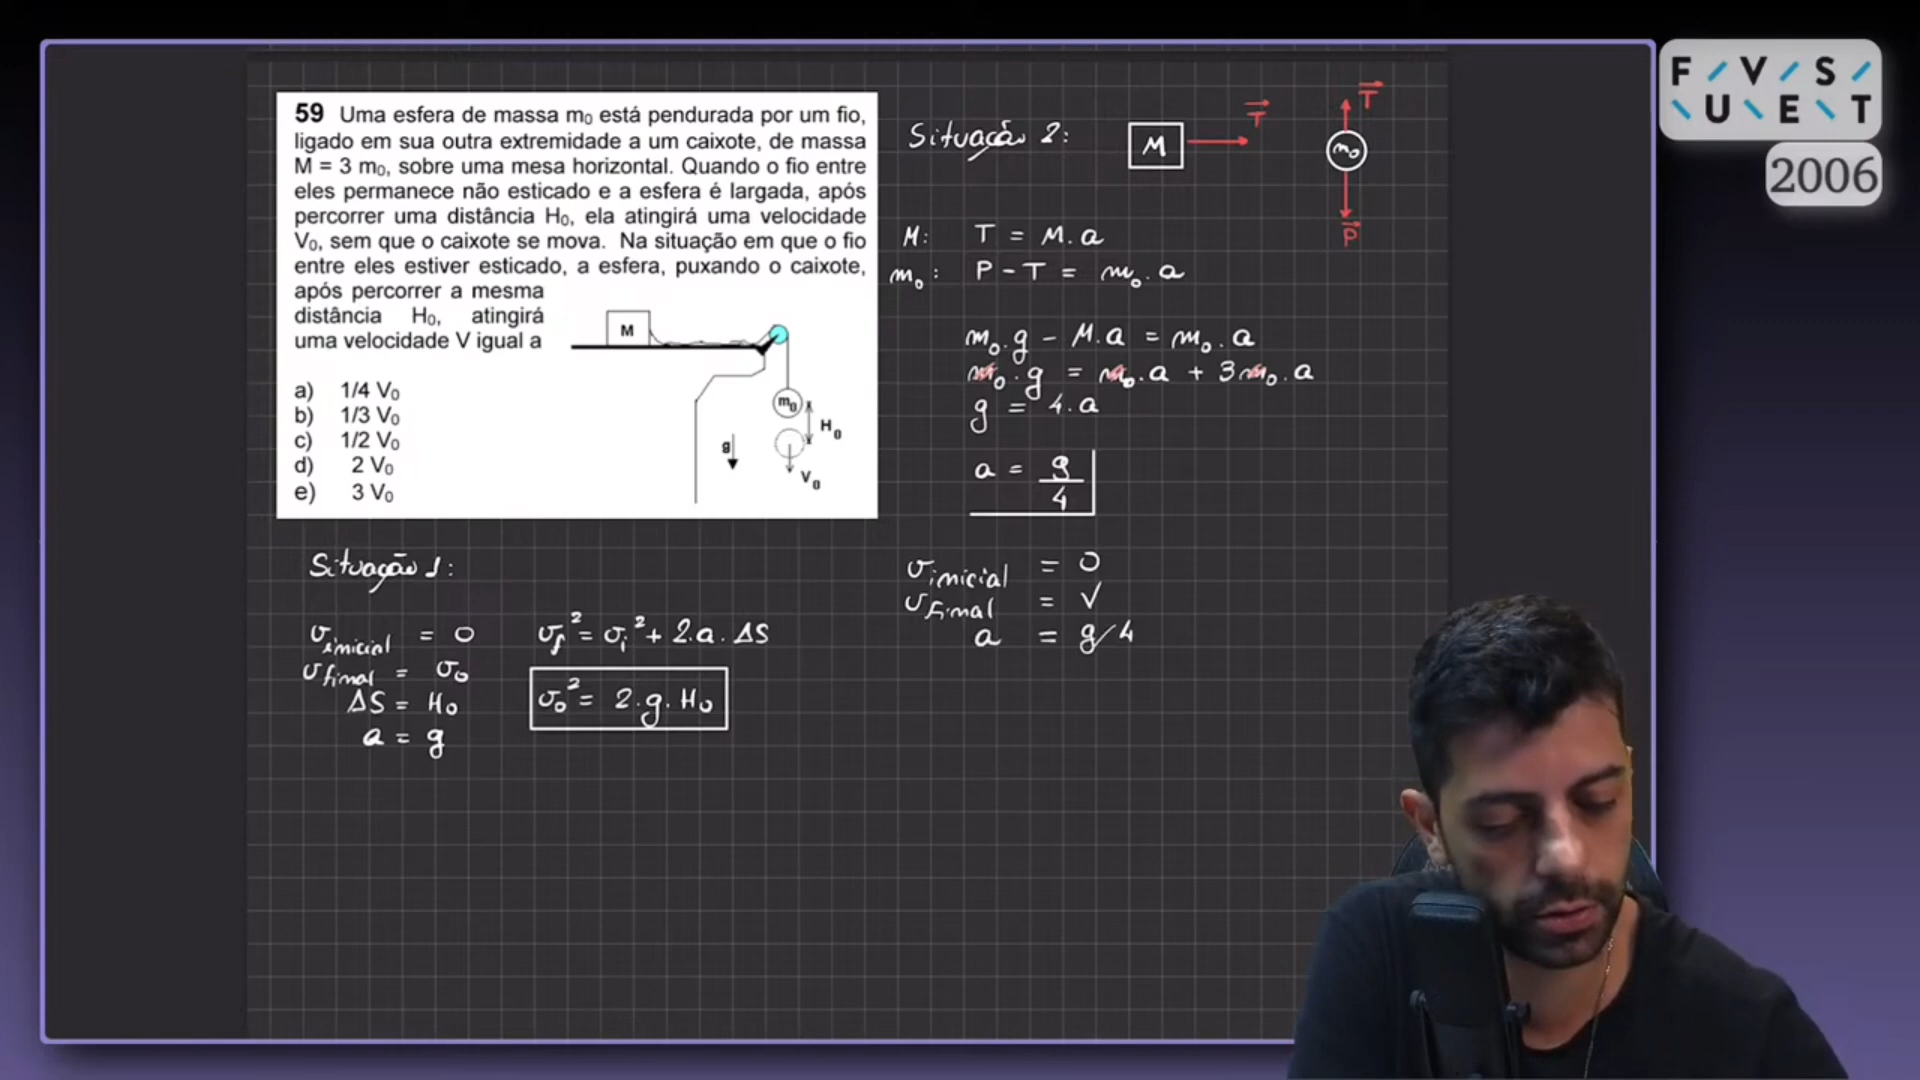 F/V/S/
\U\E\T
2006
59 Uma esfera de massa m₀ está pendurada por um fio,
ligado em sua outra extremidade a um caixote, de massa
M = 3 m₀, sobre uma mesa horizontal. Quando o fio entre
eles permanece não esticado e a esfera é largada, após
percorrer uma distância H₀, ela atingirá uma velocidade
V₀, sem que o caixote se mova. Na situação em que o fio
entre eles estiver esticado, a esfera, puxando o caixote,
após percorrer a mesma
distância H₀, atingirá
uma velocidade V igual a
a) 1/4 V₀
b) 1/3 V₀
c) 1/2 V₀
d) 2 V₀
e) 3 V₀
M
m₀
H₀
g
V₀
Situação 1:
v inicial = 0
v final = v₀
ΔS = H₀
a = g
v_f² = v_i² + 2.a.ΔS
v₀² = 2.g.H₀
Situação 2:
M
T
T
m₀
P
M: T = M.a
m₀: P - T = m₀.a
m₀.g - M.a = m₀.a
m₀.g = m₀.a + 3m₀.a
g = 4.a
a = g/4
v inicial = 0
v final = V
a = g/4